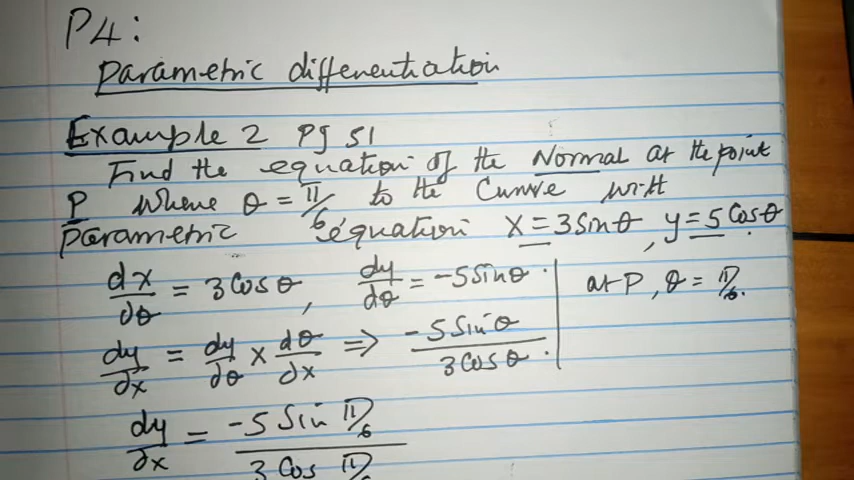 P4:
Parametric differentiation
Example 2 Pg 51
Find the equation of the Normal at the point
P where θ = π/6 to the Curve with
parametric equation x = 3Sinθ, y = 5Cosθ
dx/dθ = 3Cosθ, dy/dθ = -5Sinθ. at P, θ = π/6.
dy/dx = dy/dθ × dθ/dx ⇒ -5Sinθ/3Cosθ.
dy/dx = -5 Sin π/6 / 3 Cos π/6